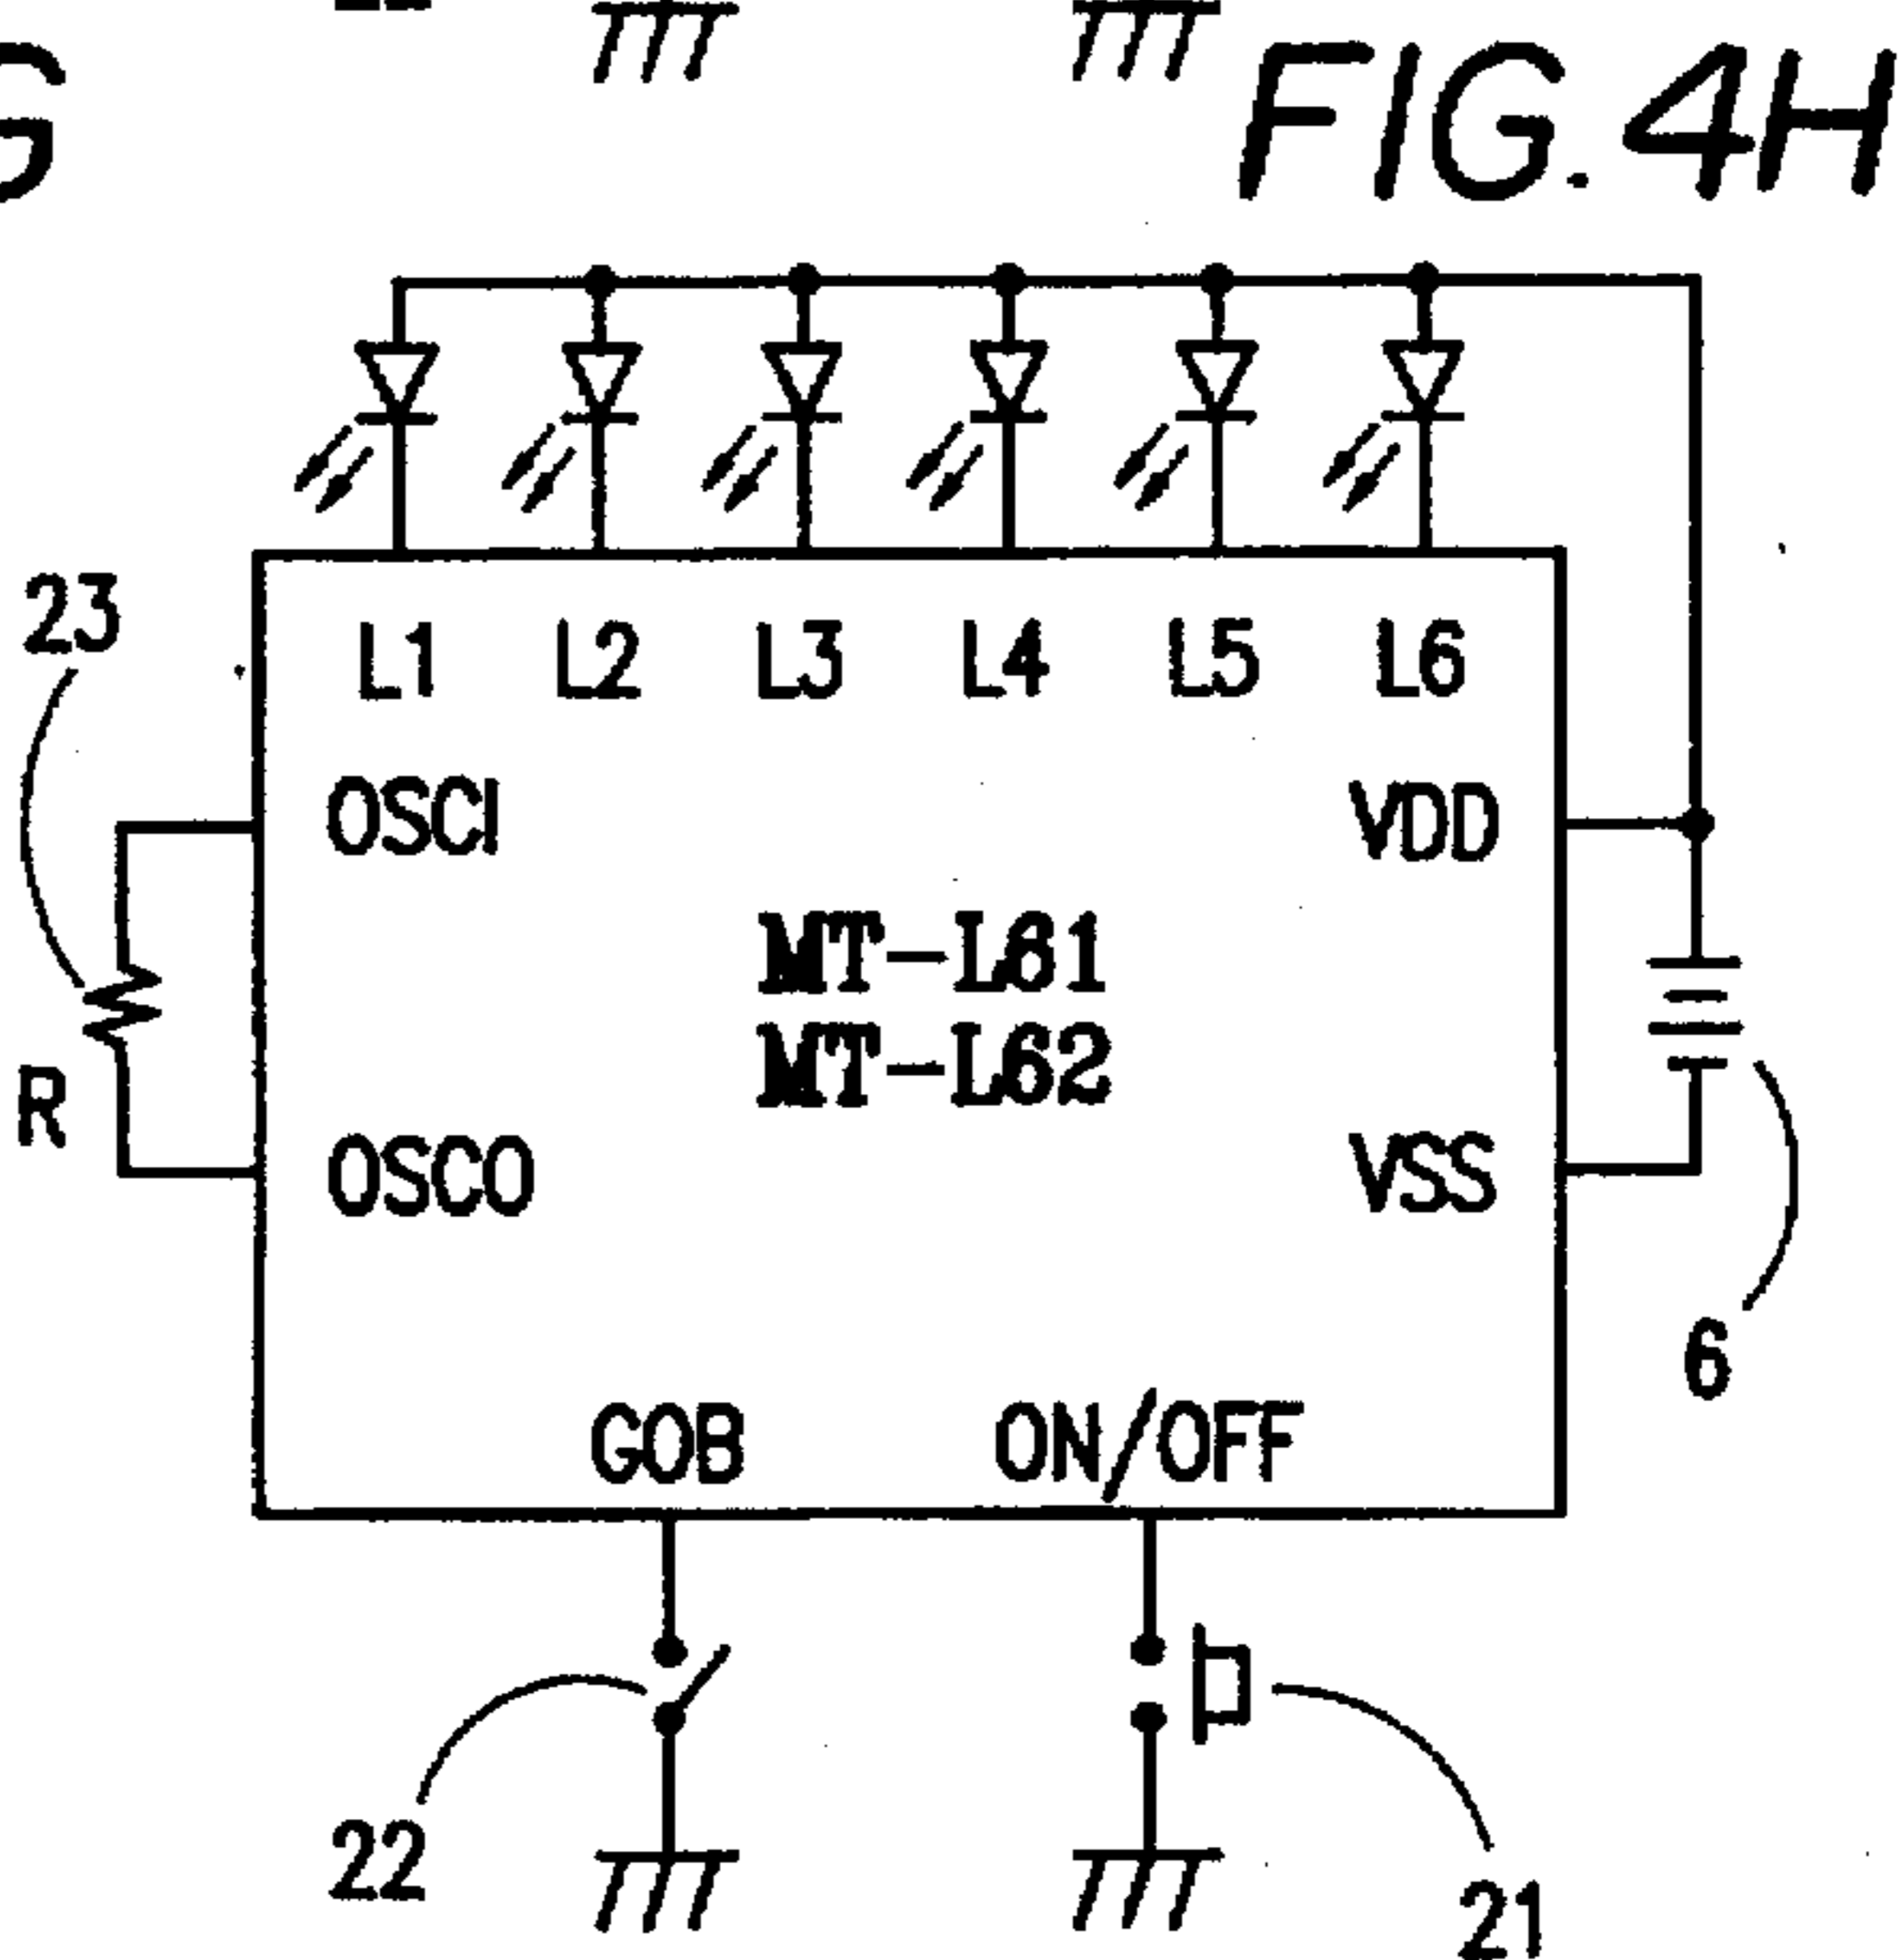 FIG. 4H
23
L1 L2 L3 L4 L5 L6
OSCI VDD
MT-L61
MT-L62
R
OSCO VSS
6
GOB ON/OFF
22
21